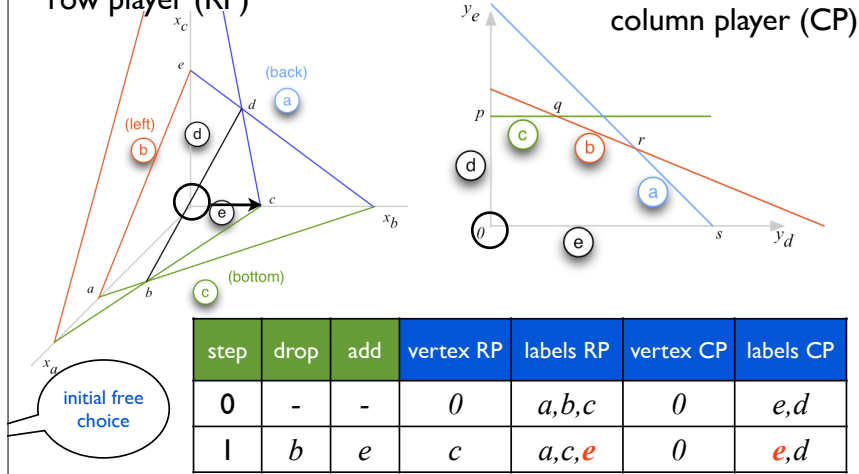 row player (RP)
column player (CP)
x_c
e
(back)
a
d
(left)
b
d
e
c
x_b
a
b
c
(bottom)
x_a
y_e
p
q
c
b
r
d
a
0
e
s
y_d
initial free
choice
step drop add vertex RP labels RP vertex CP labels CP
0 - - 0 a,b,c 0 e,d
1 b e c a,c,e 0 e,d